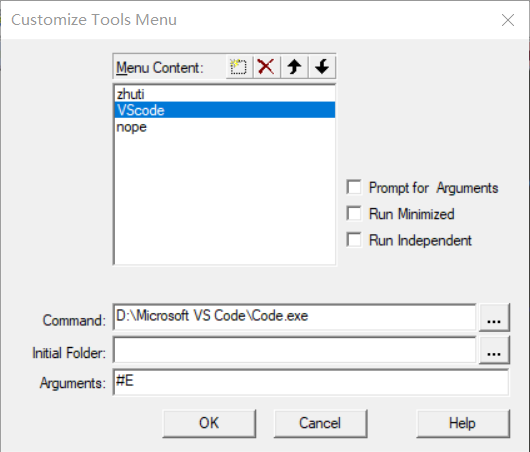 Customize Tools Menu
Menu Content:
zhuti
VScode
nope
Prompt for Arguments
Run Minimized
Run Independent
Command: D:\Microsoft VS Code\Code.exe ...
Initial Folder: ...
Arguments: #E
OK Cancel Help